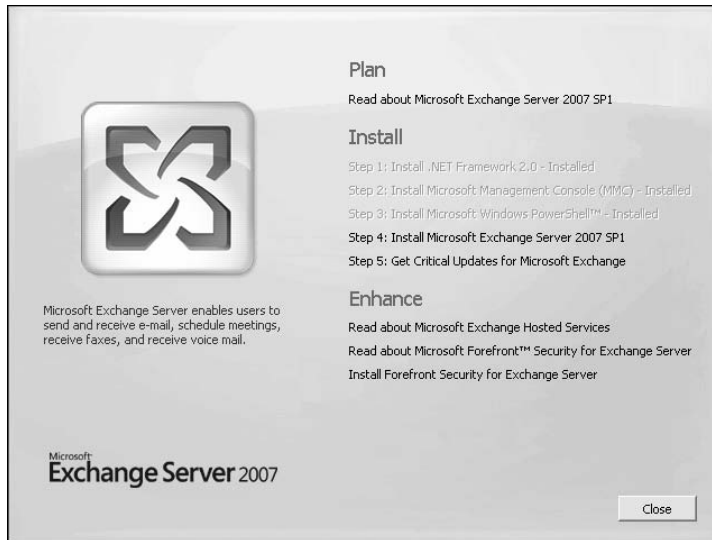 Plan
Read about Microsoft Exchange Server 2007 SP1
Install
Step 1: Install .NET Framework 2.0 - Installed
Step 2: Install Microsoft Management Console (MMC) - Installed
Step 3: Install Microsoft Windows PowerShell™ - Installed
Step 4: Install Microsoft Exchange Server 2007 SP1
Step 5: Get Critical Updates for Microsoft Exchange
Enhance
Read about Microsoft Exchange Hosted Services
Read about Microsoft Forefront™ Security for Exchange Server
Install Forefront Security for Exchange Server
Microsoft Exchange Server enables users to
send and receive e-mail, schedule meetings,
receive faxes, and receive voice mail.
Microsoft
Exchange Server 2007
Close